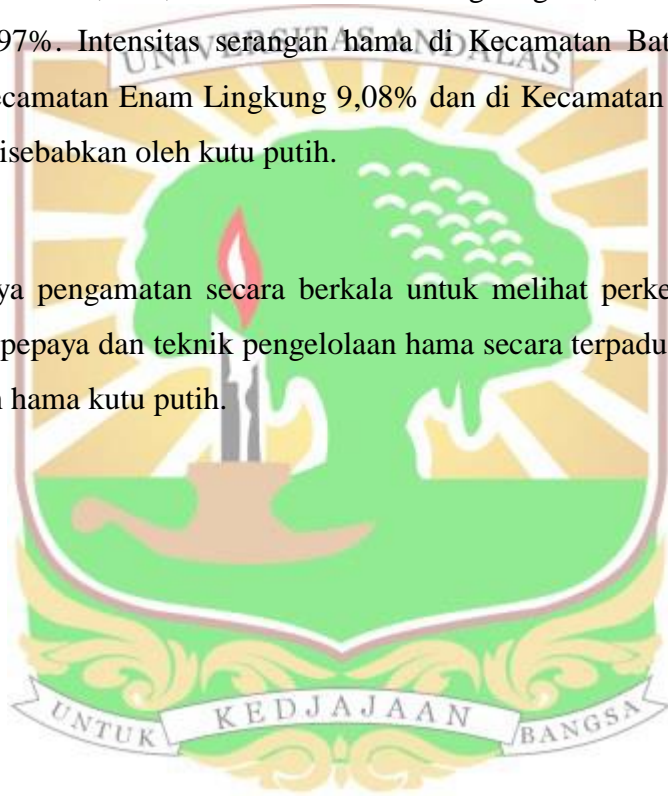 97%. Intensitas serangan hama di Kecamatan Bat
UNIVERSITAS ANDALAS
ecamatan Enam Lingkung 9,08% dan di Kecamatan
isebabkan oleh kutu putih.
ya pengamatan secara berkala untuk melihat perke
pepaya dan teknik pengelolaan hama secara terpadu
n hama kutu putih.
UNTUK KEDJAJAAN BANGSA